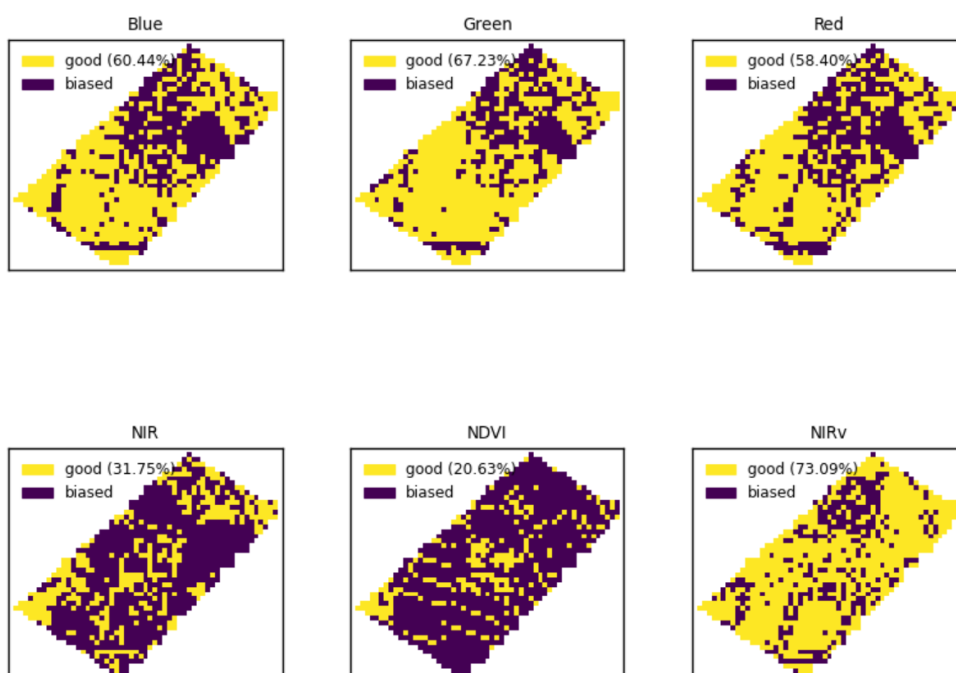 Blue
good (60.44%)
biased
Green
good (67.23%)
biased
Red
good (58.40%)
biased
NIR
good (31.75%)
biased
NDVI
good (20.63%)
biased
NIRv
good (73.09%)
biased